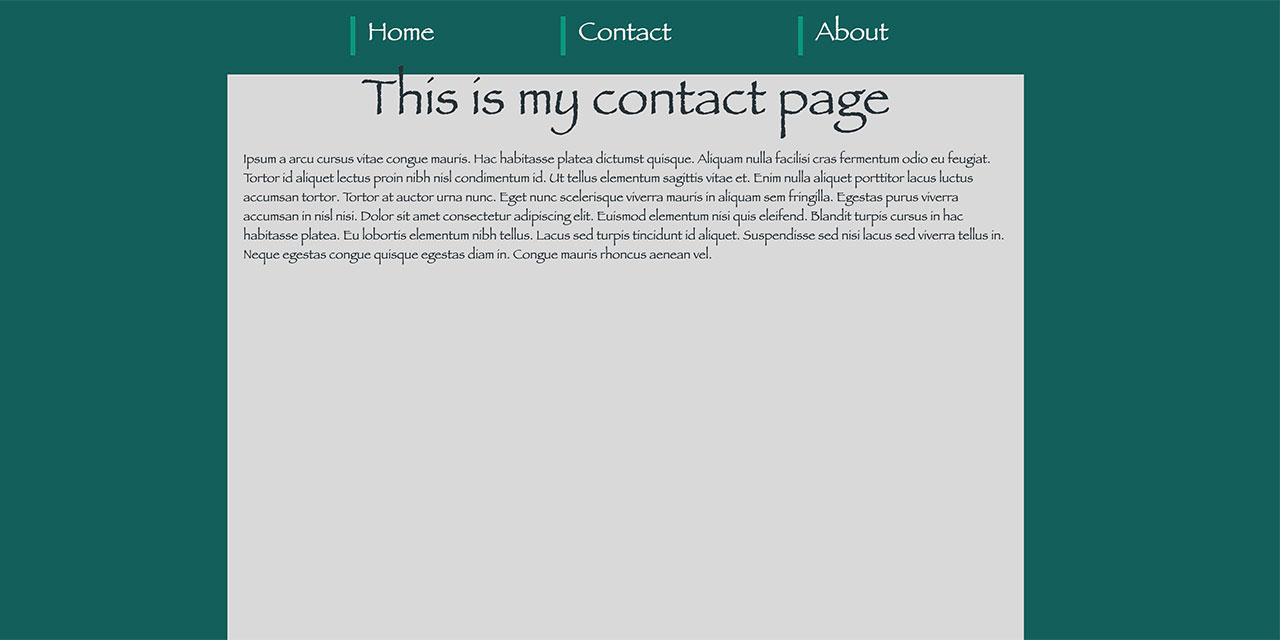 Home
Contact
About
This is my contact page
Ipsum a arcu cursus vitae congue mauris. Hac habitasse platea dictumst quisque. Aliquam nulla facilisi cras fermentum odio eu feugiat.
Tortor id aliquet lectus proin nibh nisl condimentum id. Ut tellus elementum sagittis vitae et. Enim nulla aliquet porttitor lacus luctus
accumsan tortor. Tortor at auctor urna nunc. Eget nunc scelerisque viverra mauris in aliquam sem fringilla. Egestas purus viverra
accumsan in nisl nisi. Dolor sit amet consectetur adipiscing elit. Euismod elementum nisi quis eleifend. Blandit turpis cursus in hac
habitasse platea. Eu lobortis elementum nibh tellus. Lacus sed turpis tincidunt id aliquet. Suspendisse sed nisi lacus sed viverra tellus in.
Neque egestas congue quisque egestas diam in. Congue mauris rhoncus aenean vel.